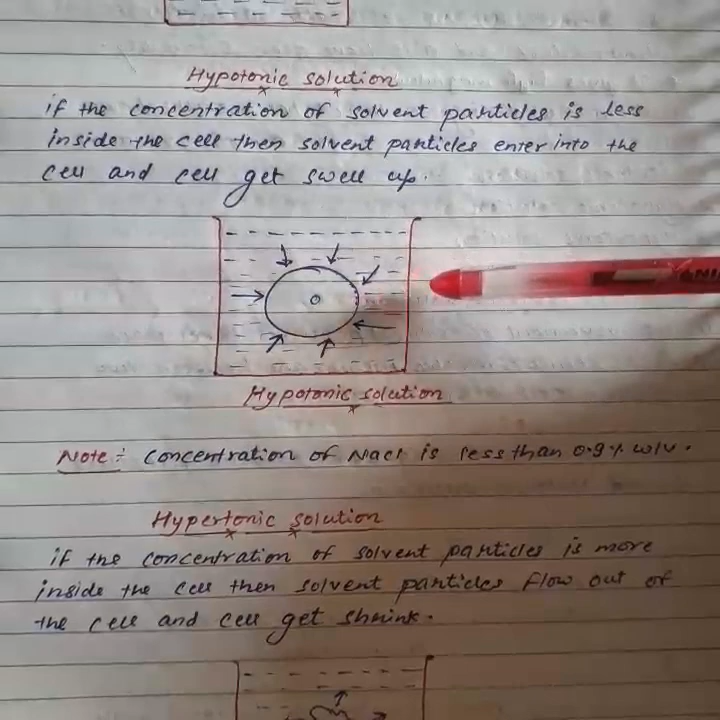 Hypotonic solution
if the concentration of solvent particles is less
inside the cell then solvent particles enter into the
cell and cell get swell up.
Hypotonic solution
Note :- Concentration of Nacl is less than 0.9% w/v.
Hypertonic solution
if the concentration of solvent particles is more
inside the cell then solvent particles flow out of
the cell and cell get shrink.